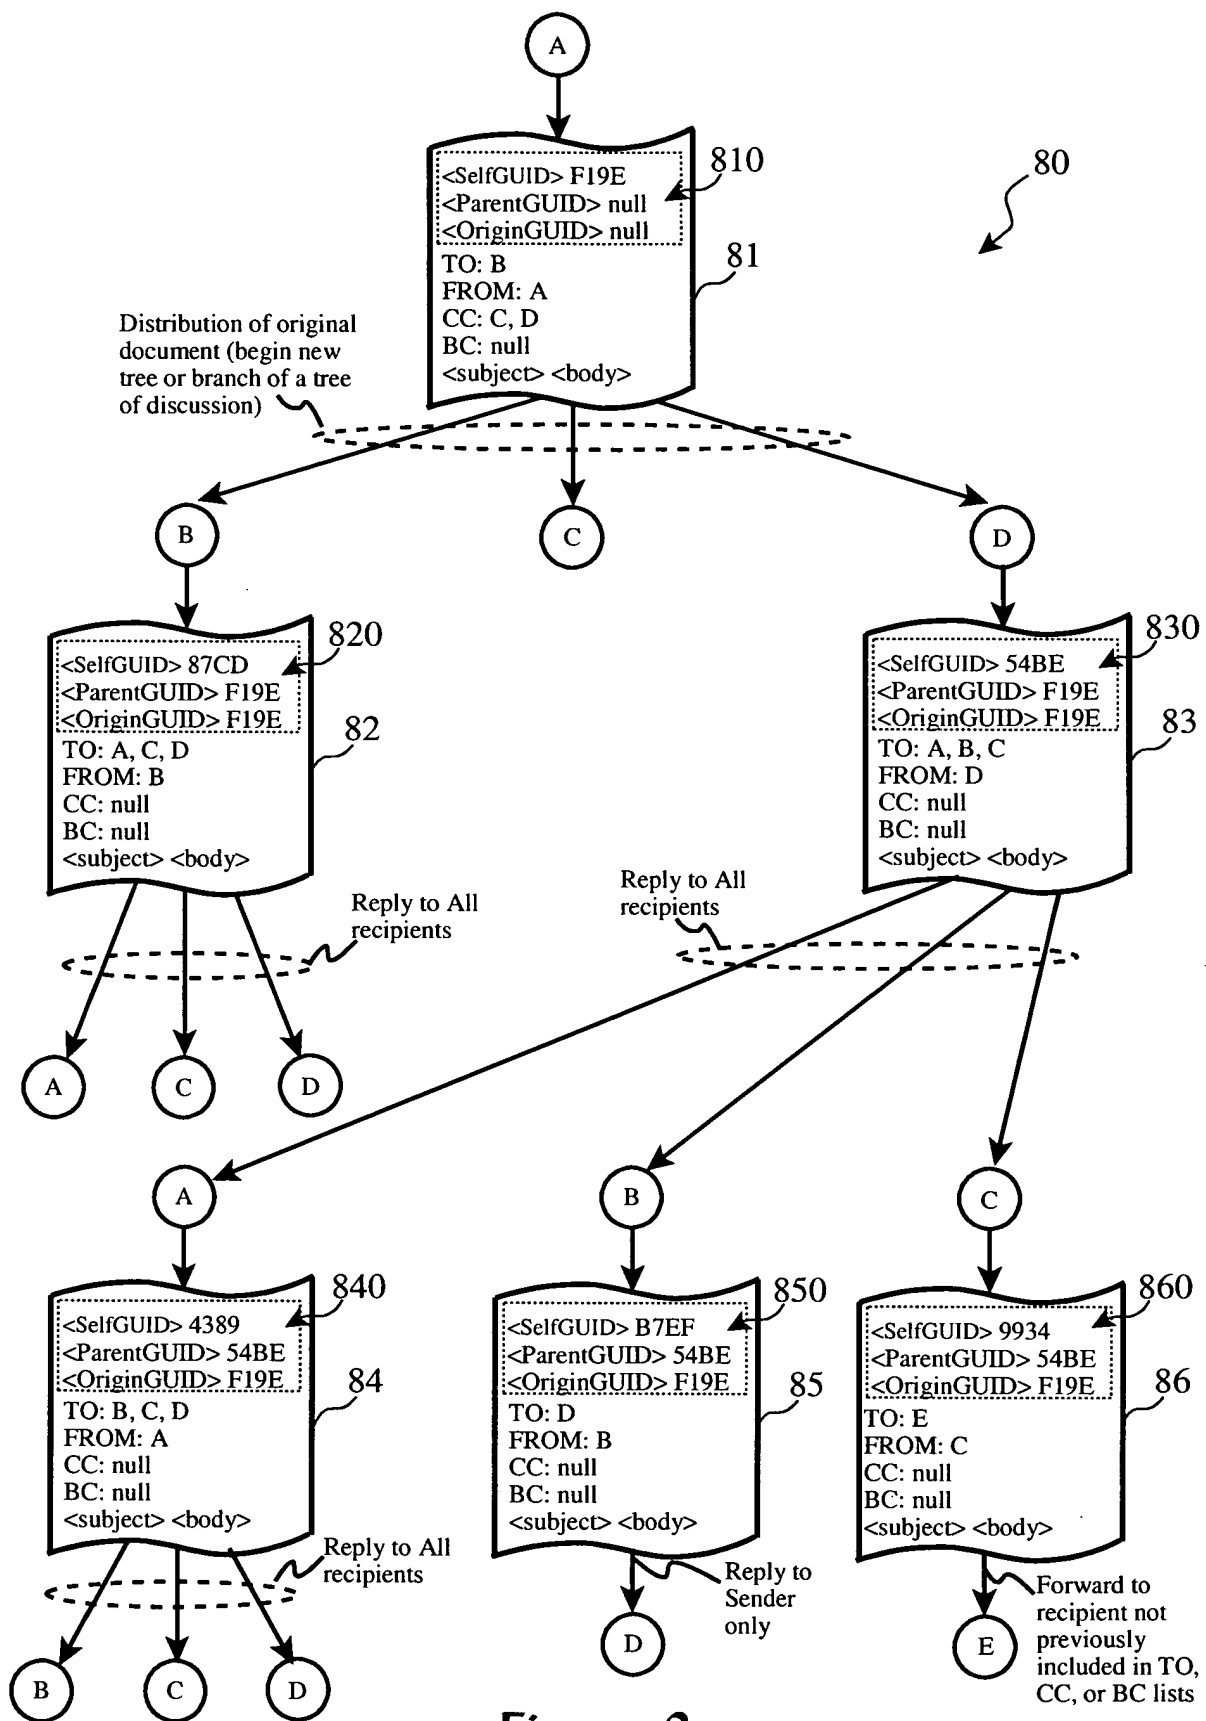 A
<SelfGUID> F19E
<ParentGUID> null
<OriginGUID> null
810
80
TO: B
FROM: A
CC: C, D
BC: null
<subject> <body>
81
Distribution of original
document (begin new
tree or branch of a tree
of discussion)
B
C
D
<SelfGUID> 87CD
<ParentGUID> F19E
<OriginGUID> F19E
820
TO: A, C, D
FROM: B
CC: null
BC: null
<subject> <body>
82
<SelfGUID> 54BE
<ParentGUID> F19E
<OriginGUID> F19E
830
TO: A, B, C
FROM: D
CC: null
BC: null
<subject> <body>
83
Reply to All
recipients
Reply to All
recipients
A
C
D
A
B
C
<SelfGUID> 4389
<ParentGUID> 54BE
<OriginGUID> F19E
840
TO: B, C, D
FROM: A
CC: null
BC: null
<subject> <body>
84
<SelfGUID> B7EF
<ParentGUID> 54BE
<OriginGUID> F19E
850
TO: D
FROM: B
CC: null
BC: null
<subject> <body>
85
<SelfGUID> 9934
<ParentGUID> 54BE
<OriginGUID> F19E
860
TO: E
FROM: C
CC: null
BC: null
<subject> <body>
86
Reply to All
recipients
Reply to
Sender
only
Forward to
recipient not
previously
included in TO,
CC, or BC lists
B
C
D
D
E